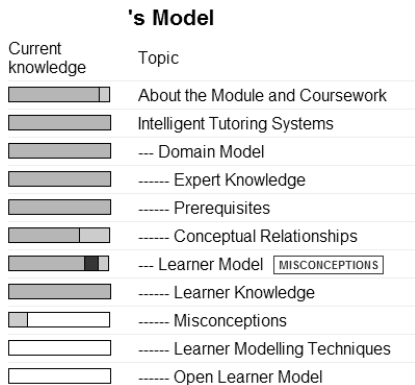 's Model
Current
knowledge
Topic
About the Module and Coursework
Intelligent Tutoring Systems
--- Domain Model
------ Expert Knowledge
------ Prerequisites
------ Conceptual Relationships
--- Learner Model MISCONCEPTIONS
------ Learner Knowledge
------ Misconceptions
------ Learner Modelling Techniques
------ Open Learner Model